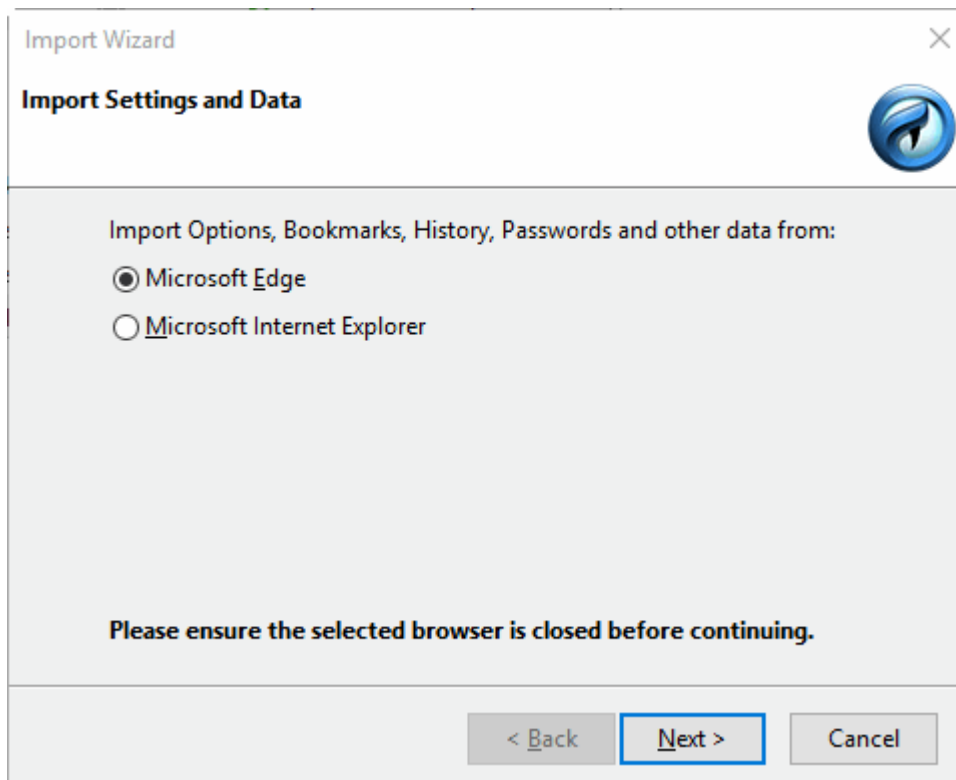 Import Wizard
Import Settings and Data
Import Options, Bookmarks, History, Passwords and other data from:
Microsoft Edge
Microsoft Internet Explorer
Please ensure the selected browser is closed before continuing.
< Back Next > Cancel